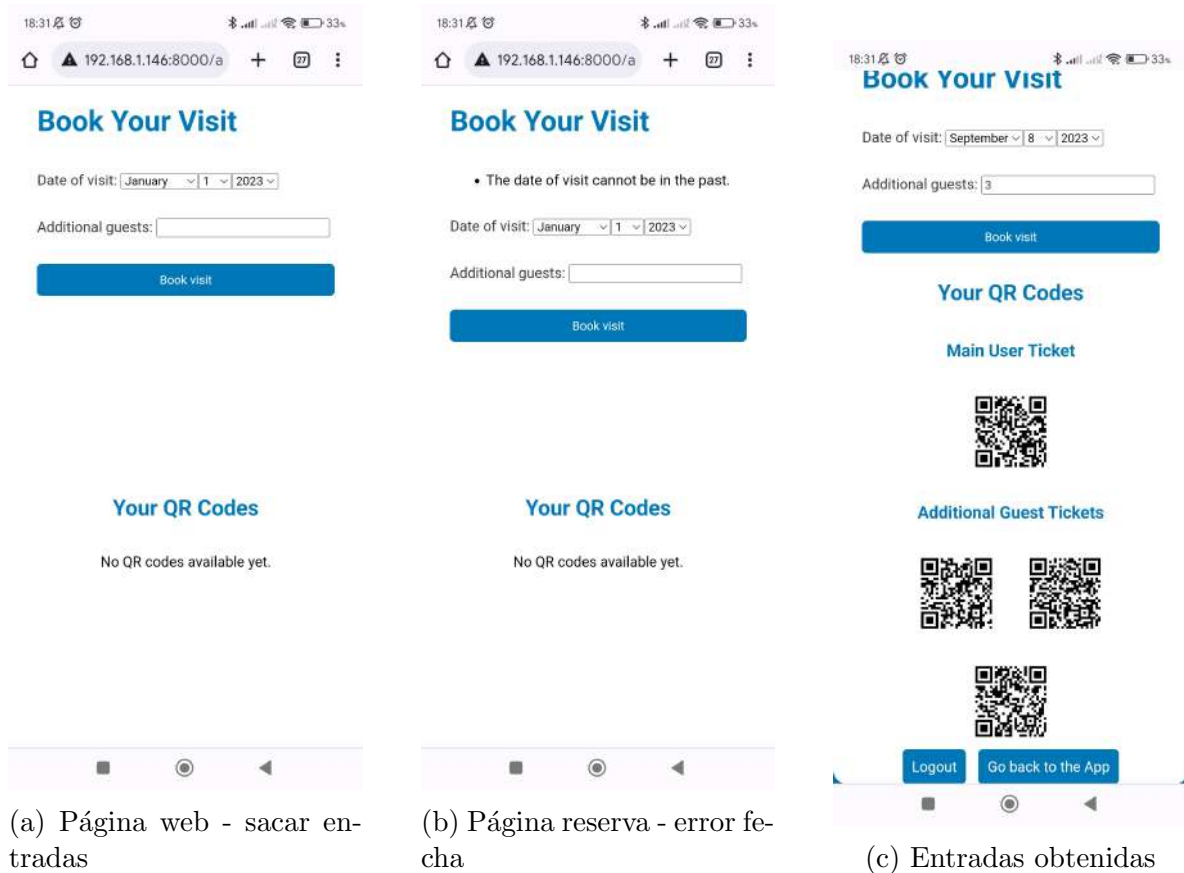 18:31
33%
192.168.1.146:8000/a
27
Book Your Visit
Date of visit: January 1 2023
Additional guests:
Book visit
Your QR Codes
No QR codes available yet.
(a) Página web - sacar en-
tradas
18:31
33%
192.168.1.146:8000/a
27
Book Your Visit
• The date of visit cannot be in the past.
Date of visit: January 1 2023
Additional guests:
Book visit
Your QR Codes
No QR codes available yet.
(b) Página reserva - error fe-
cha
18:31
33%
Book Your Visit
Date of visit: September 8 2023
Additional guests: 3
Book visit
Your QR Codes
Main User Ticket
Additional Guest Tickets
Logout
Go back to the App
(c) Entradas obtenidas